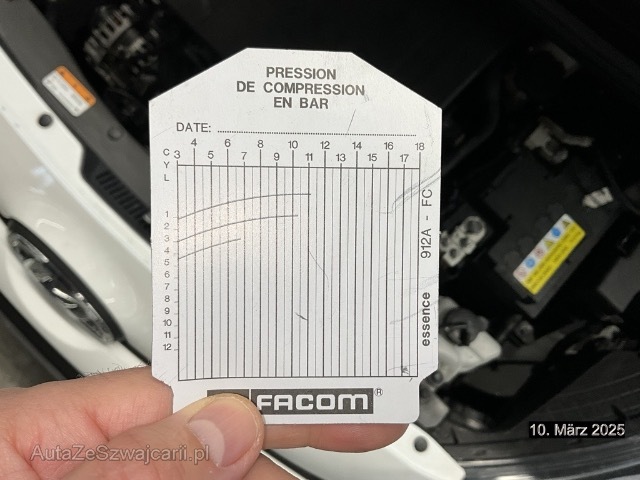 PRESSION
DE COMPRESSION
EN BAR
DATE:
4 6 8 10 12 14 16 18
3 5 7 9 11 13 15 17
C
Y
L
1
2
3
4
5
6
7
8
9
10
11
12
912A - FC
essence
FACOM®
10. März 2025
AutaZeSzwajcarii.pl